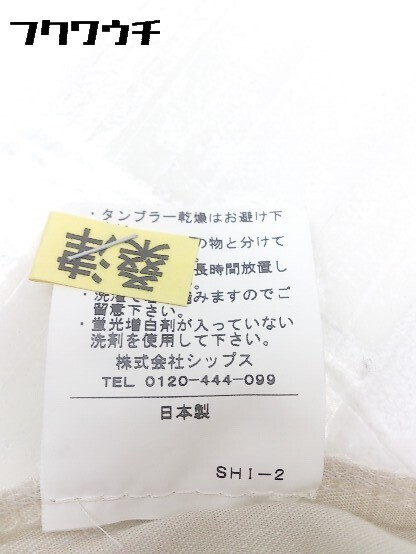 フクワウチ
・タンブラー乾燥はお避け下
の物と分けて
長時間放置し
・洗濯で 縮みますのでご
留意下さい。
・蛍光増白剤が入っていない
洗剤を使用して下さい。
株式会社シップス
TEL 0120-444-099
日本製
SHI-2